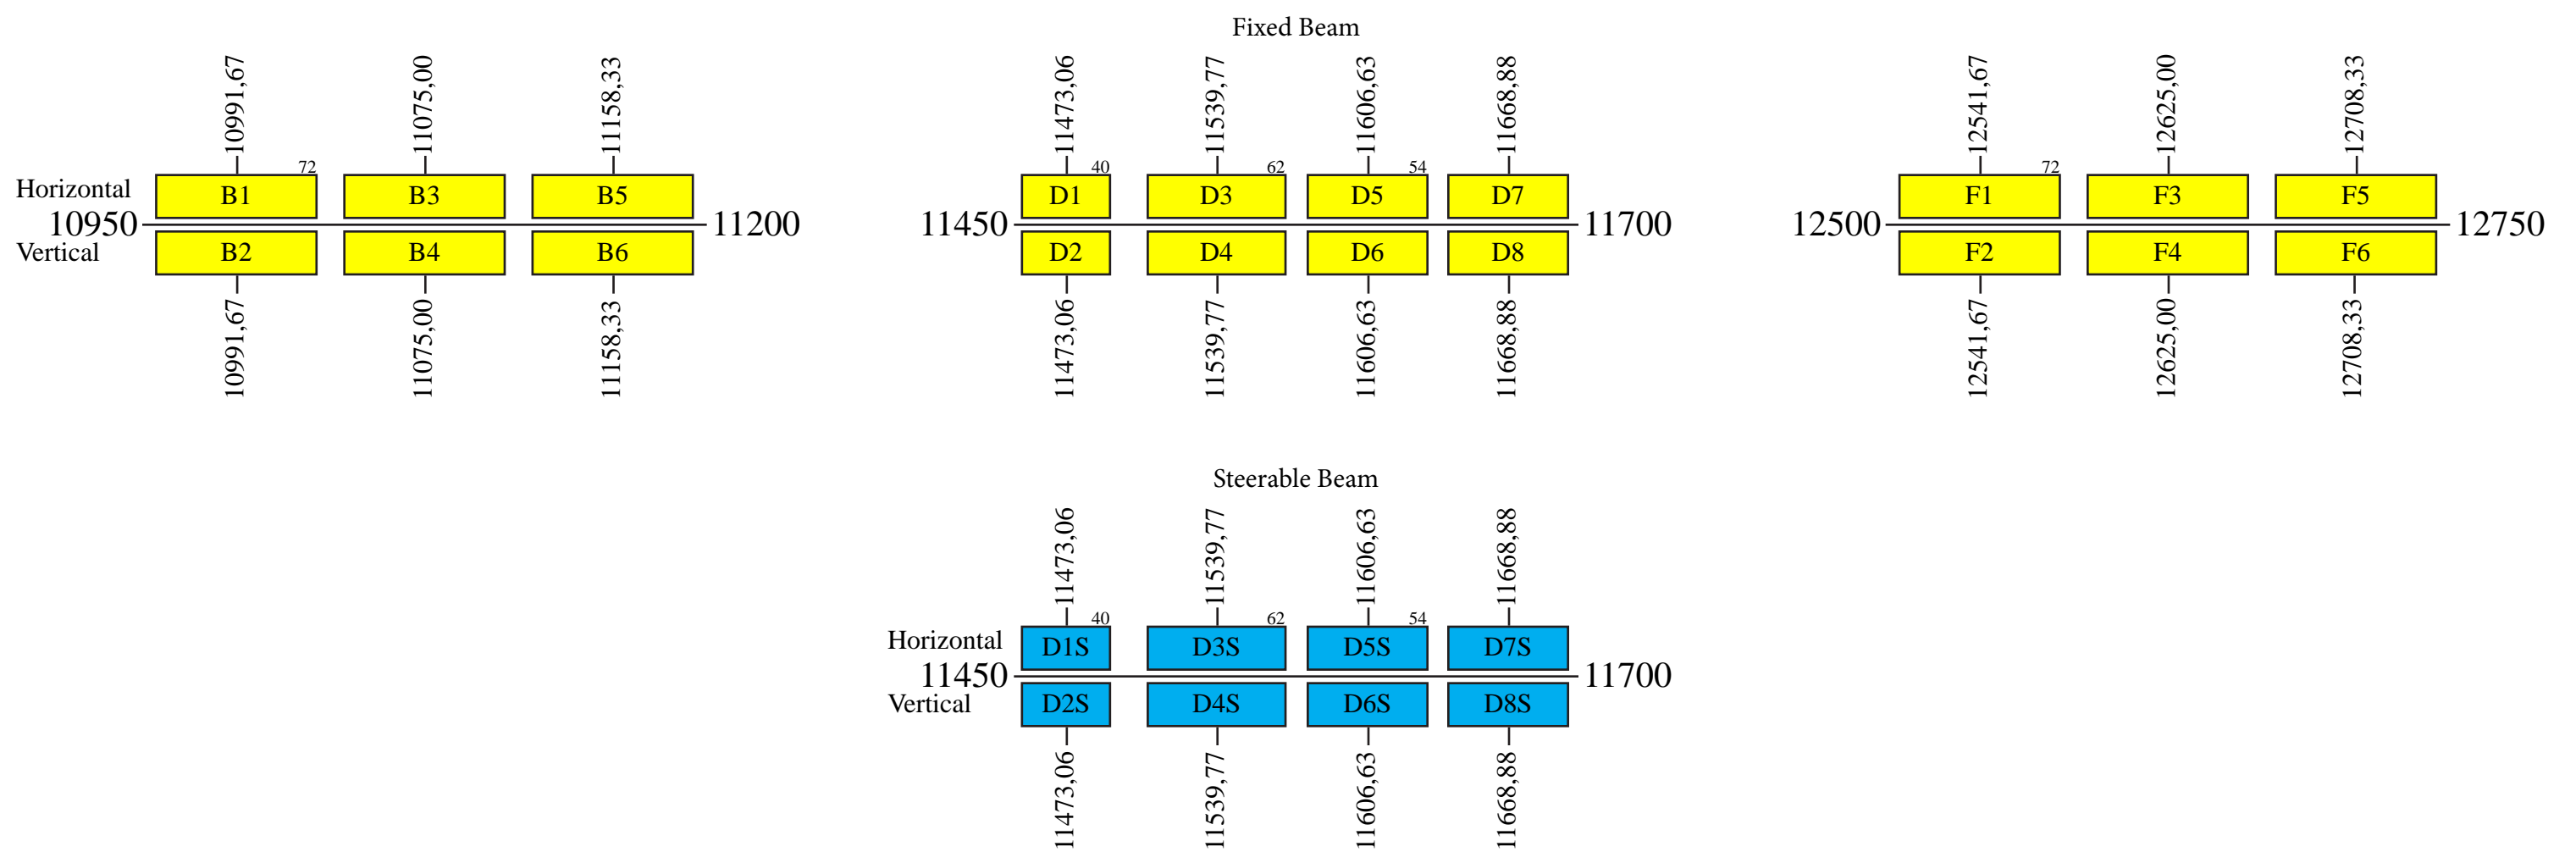 Fixed Beam
10991,67 11075,00 11158,33 11473,06 11539,77 11606,63 11668,88 12541,67 12625,00 12708,33
72 40 62 54 72
Horizontal B1 B3 B5 D1 D3 D5 D7 F1 F3 F5
10950 11200 11450 11700 12500 12750
Vertical B2 B4 B6 D2 D4 D6 D8 F2 F4 F6
10991,67 11075,00 11158,33 11473,06 11539,77 11606,63 11668,88 12541,67 12625,00 12708,33
Steerable Beam
11473,06 11539,77 11606,63 11668,88
40 62 54
Horizontal D1S D3S D5S D7S
11450 11700
Vertical D2S D4S D6S D8S
11473,06 11539,77 11606,63 11668,88